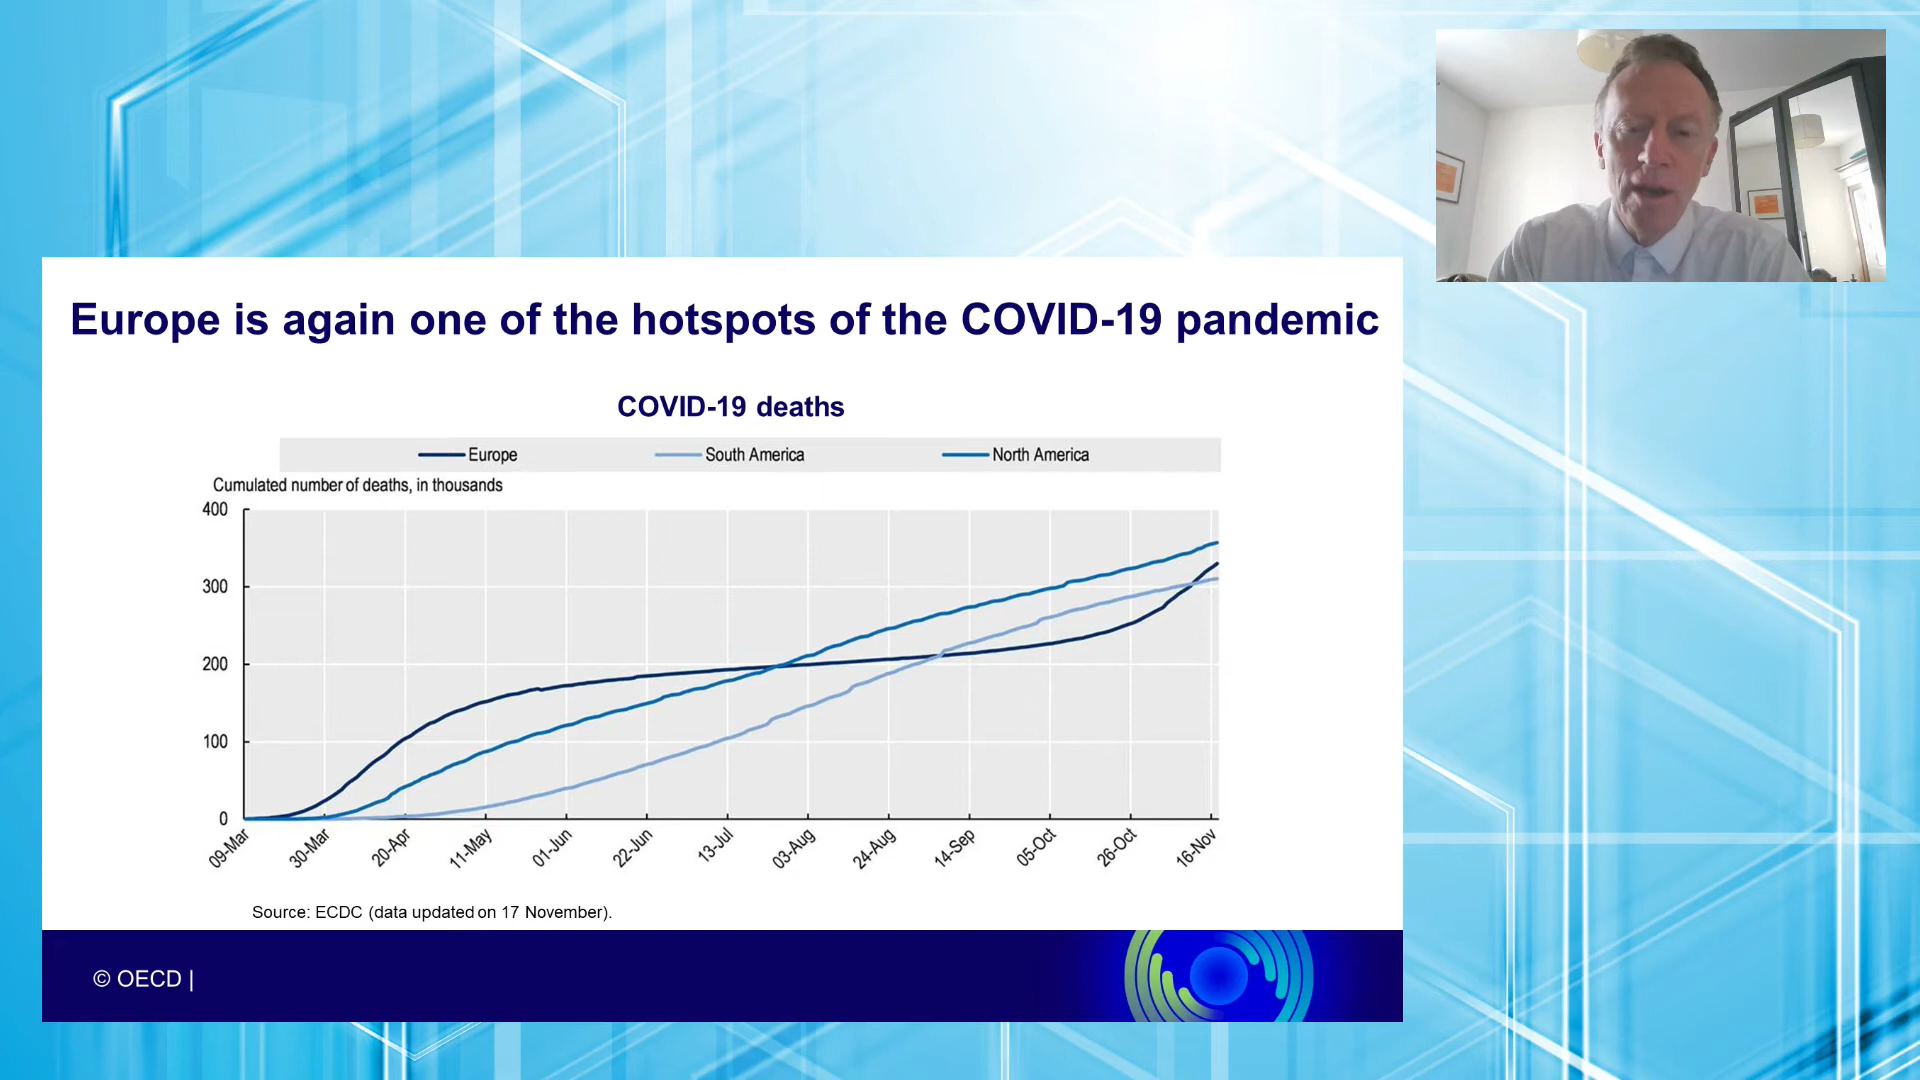 Europe is again one of the hotspots of the COVID-19 pandemic
COVID-19 deaths
Europe South America North America
Cumulated number of deaths, in thousands
400
300
200
100
0
09-Mar 30-Mar 20-Apr 11-May 01-Jun 22-Jun 13-Jul 03-Aug 24-Aug 14-Sep 05-Oct 26-Oct 16-Nov
Source: ECDC (data updated on 17 November).
© OECD |